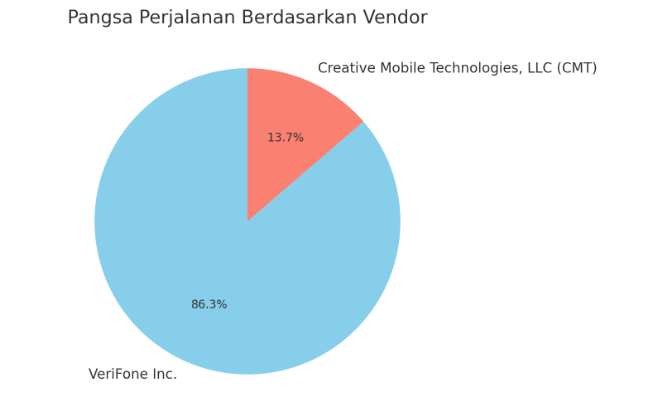 Pangsa Perjalanan Berdasarkan Vendor
Creative Mobile Technologies, LLC (CMT)
13.7%
86.3%
VeriFone Inc.